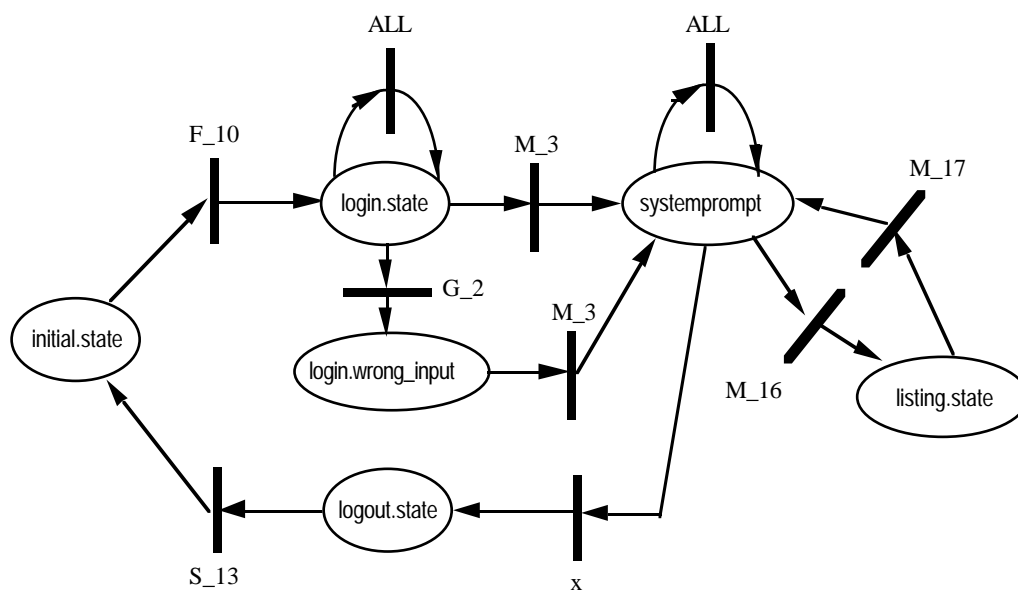 ALL
ALL
F_10
M_3
M_17
login.state
systemprompt
G_2
M_3
initial.state
login.wrong_input
M_16
listing.state
logout.state
S_13
x